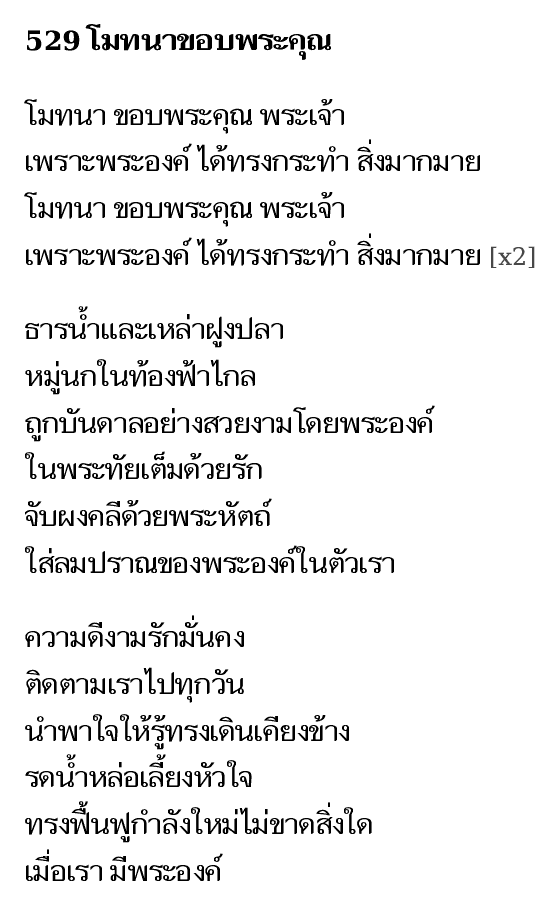 529 โมทนาขอบพระคุณ
โมทนา ขอบพระคุณ พระเจ้า
เพราะพระองค์ ได้ทรงกระทำ สิ่งมากมาย
โมทนา ขอบพระคุณ พระเจ้า
เพราะพระองค์ ได้ทรงกระทำ สิ่งมากมาย [x2]
ธารน้ำและเหล่าฝูงปลา
หมู่นกในท้องฟ้าไกล
ถูกบันดาลอย่างสวยงามโดยพระองค์
ในพระทัยเต็มด้วยรัก
จับผงคลีด้วยพระหัตถ์
ใส่ลมปราณของพระองค์ในตัวเรา
ความดีงามรักมั่นคง
ติดตามเราไปทุกวัน
นำพาใจให้รู้ทรงเดินเคียงข้าง
รดน้ำหล่อเลี้ยงหัวใจ
ทรงฟื้นฟูกำลังใหม่ไม่ขาดสิ่งใด
เมื่อเรา มีพระองค์